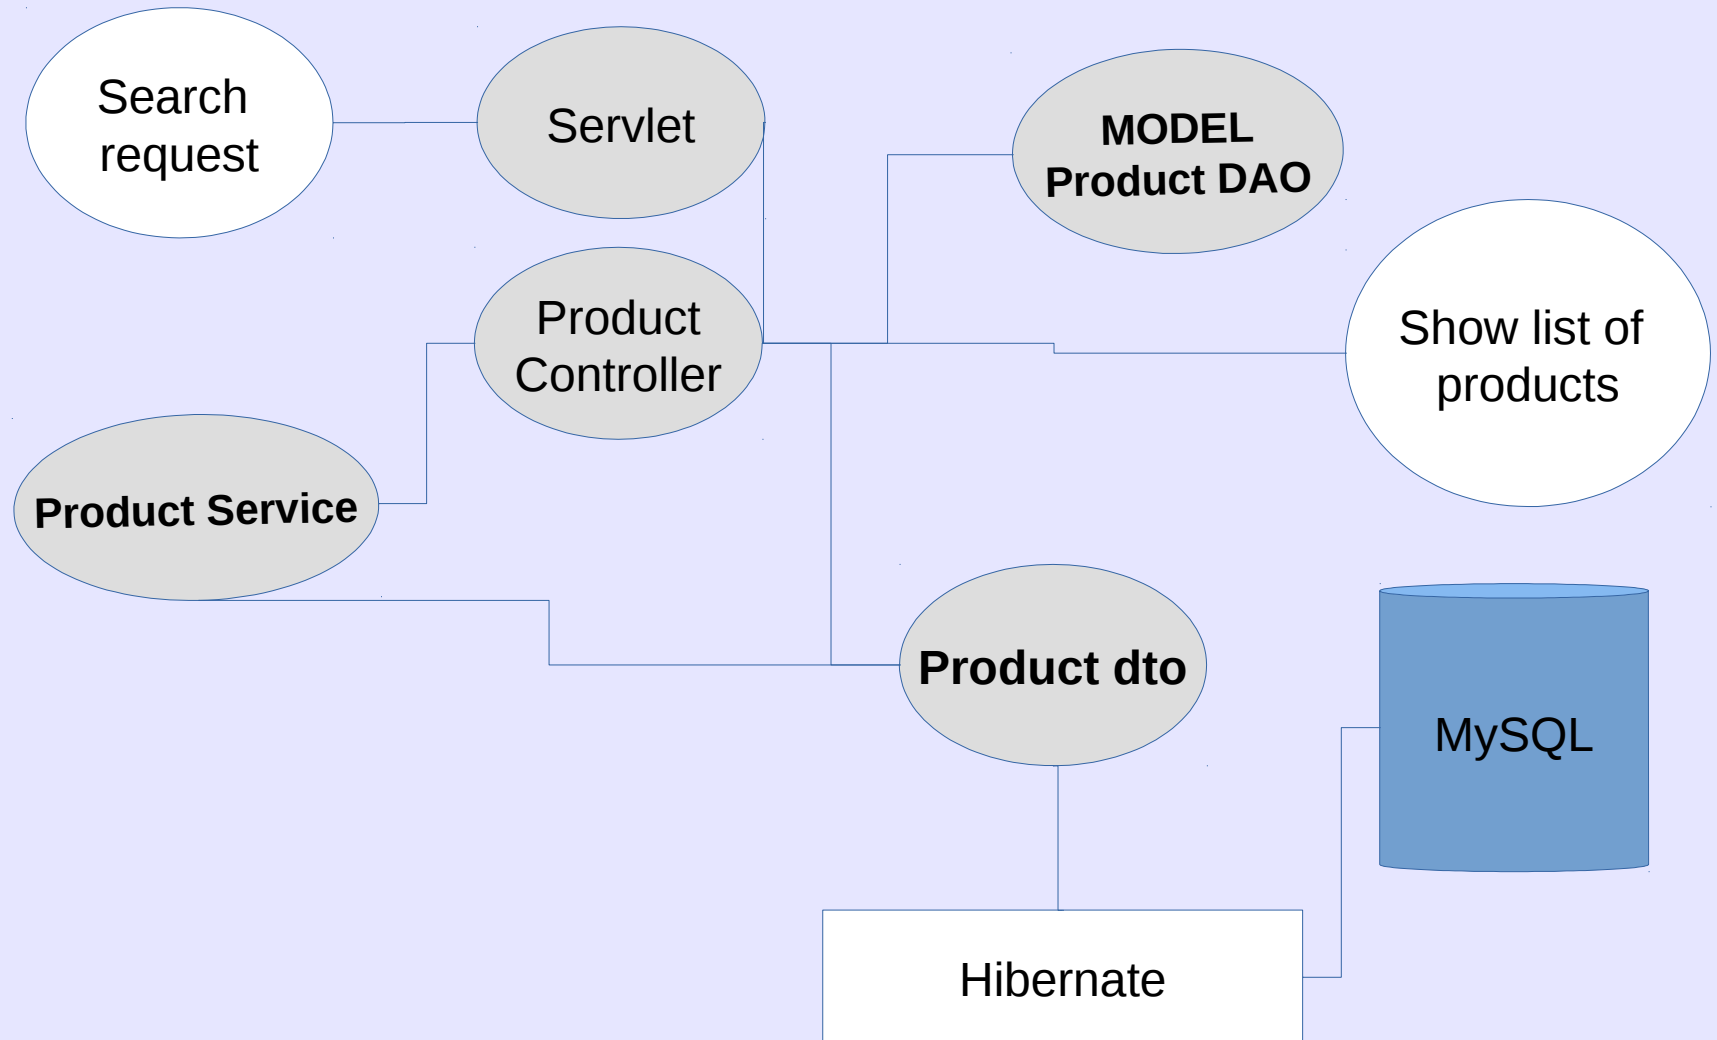 Search
request
Servlet
MODEL
Product DAO
Product
Controller
Show list of
products
Product Service
Product dto
MySQL
Hibernate